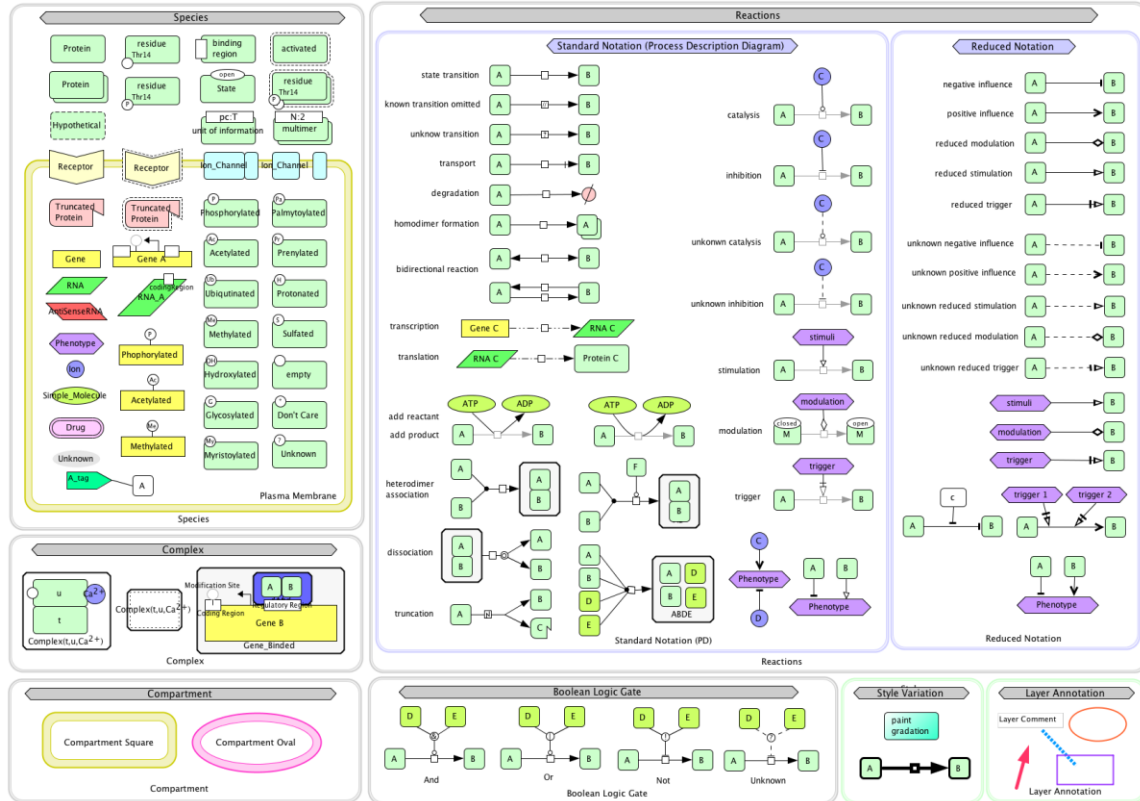 Species
Protein
residue
Thr14
binding
region
activated
Protein
residue
Thr14
P
open
State
residue
Thr14
P
Hypothetical
pc:T
unit of information
N:2
multimer
Receptor
Receptor
Ion_Channel
Ion_Channel
Truncated
Protein
Truncated
Protein
P
Phosphorylated
Pa
Palmytoylated
Gene
Gene A
Ac
Acetylated
Pr
Prenylated
RNA
codingRegion
RNA_A
AntiSenseRNA
Ub
Ubiqutinated
H
Protonated
Phenotype
P
Phophorylated
Me
Methylated
S
Sulfated
Ion
Simple_Molecule
Ac
Acetylated
OH
Hydroxylated
empty
Drug
Me
Methylated
G
Glycosylated
*
Don't Care
Unknown
My
Myristoylated
?
Unknown
A_tag
A
Plasma Membrane
Species
Complex
u
Ca2+
t
Complex(t,u,Ca2+)
Complex(t,u,Ca2+)
Modification Site
Coding Region
A
B
Regulatory Region
Gene B
Gene_Binded
Complex
Compartment
Compartment Square
Compartment Oval
Compartment
Reactions
Standard Notation (Process Description Diagram)
state transition
A
B
known transition omitted
A
//
B
unknow transition
A
?
B
transport
A
B
degradation
A
homodimer formation
A
A
bidirectional reaction
A
B
A
B
transcription
Gene C
RNA C
translation
RNA C
Protein C
add reactant
add product
ATP
ADP
A
B
ATP
ADP
A
B
heterodimer
association
A
B
A
B
A
B
F
A
B
dissociation
A
B
A
B
A
B
D
E
A
D
B
E
ABDE
truncation
A
N
B
C
C
catalysis
A
B
C
inhibition
A
B
C
unkonwn catalysis
A
B
C
unknown inhibition
A
B
stimuli
stimulation
A
B
modulation
modulation
closed
M
open
M
trigger
trigger
A
B
C
Phenotype
D
A
B
Phenotype
Standard Notation (PD)
Reactions
Reduced Notation
negative influence
A
B
positive influence
A
B
reduced modulation
A
B
reduced stimulation
A
B
reduced trigger
A
B
unknown negative influence
A
B
unknown positive influence
A
B
unknown reduced stimulation
A
B
unknown reduced modulation
A
B
unknown reduced trigger
A
B
stimuli
B
modulation
B
trigger
B
c
A
B
trigger 1
trigger 2
A
B
A
B
Phenotype
Reduced Notation
Boolean Logic Gate
D
E
&
A
B
And
D
E
|
A
B
Or
D
E
!
A
B
Not
D
E
?
A
B
Unknown
Boolean Logic Gate
Style Variation
paint
gradation
A
B
Layer Annotation
Layer Comment
Layer Annotation